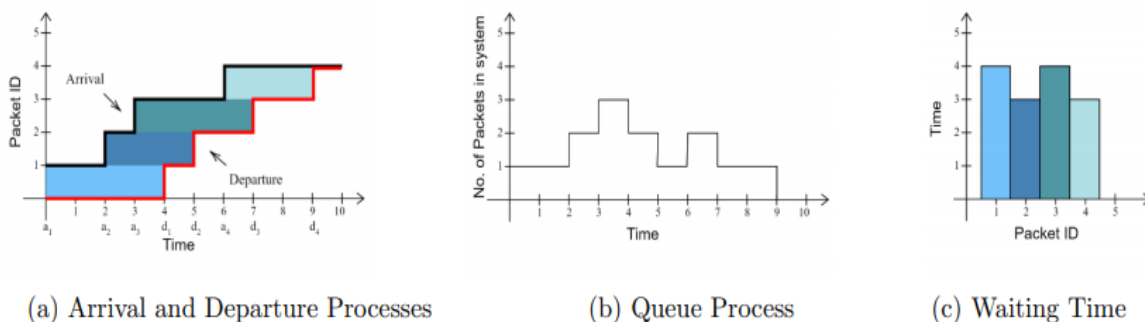 5
4
3
2
1
Packet ID
Arrival
Departure
1 2 3 4 5 6 7 8 9 10
a1 a2 a3 d1 d2 a4 d3 d4
Time
(a) Arrival and Departure Processes
5
4
3
2
1
No. of Packets in system
1 2 3 4 5 6 7 8 9 10
Time
(b) Queue Process
5
4
3
2
1
Time
1 2 3 4 5
Packet ID
(c) Waiting Time